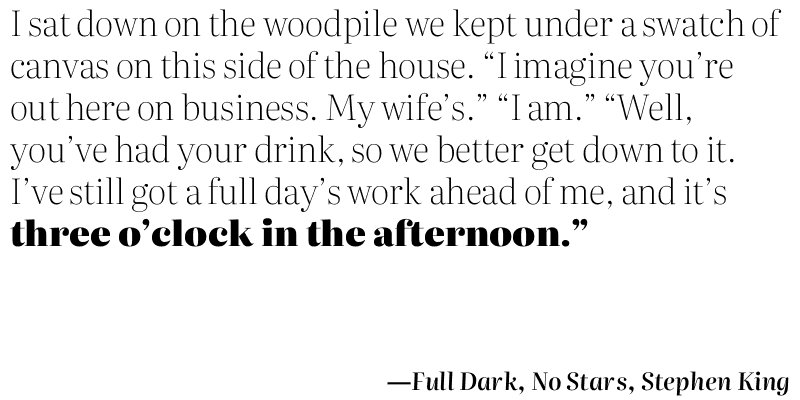 I sat down on the woodpile we kept under a swatch of
canvas on this side of the house. “I imagine you’re
out here on business. My wife’s.” “I am.” “Well,
you’ve had your drink, so we better get down to it.
I’ve still got a full day’s work ahead of me, and it’s
three o’clock in the afternoon.”
—Full Dark, No Stars, Stephen King